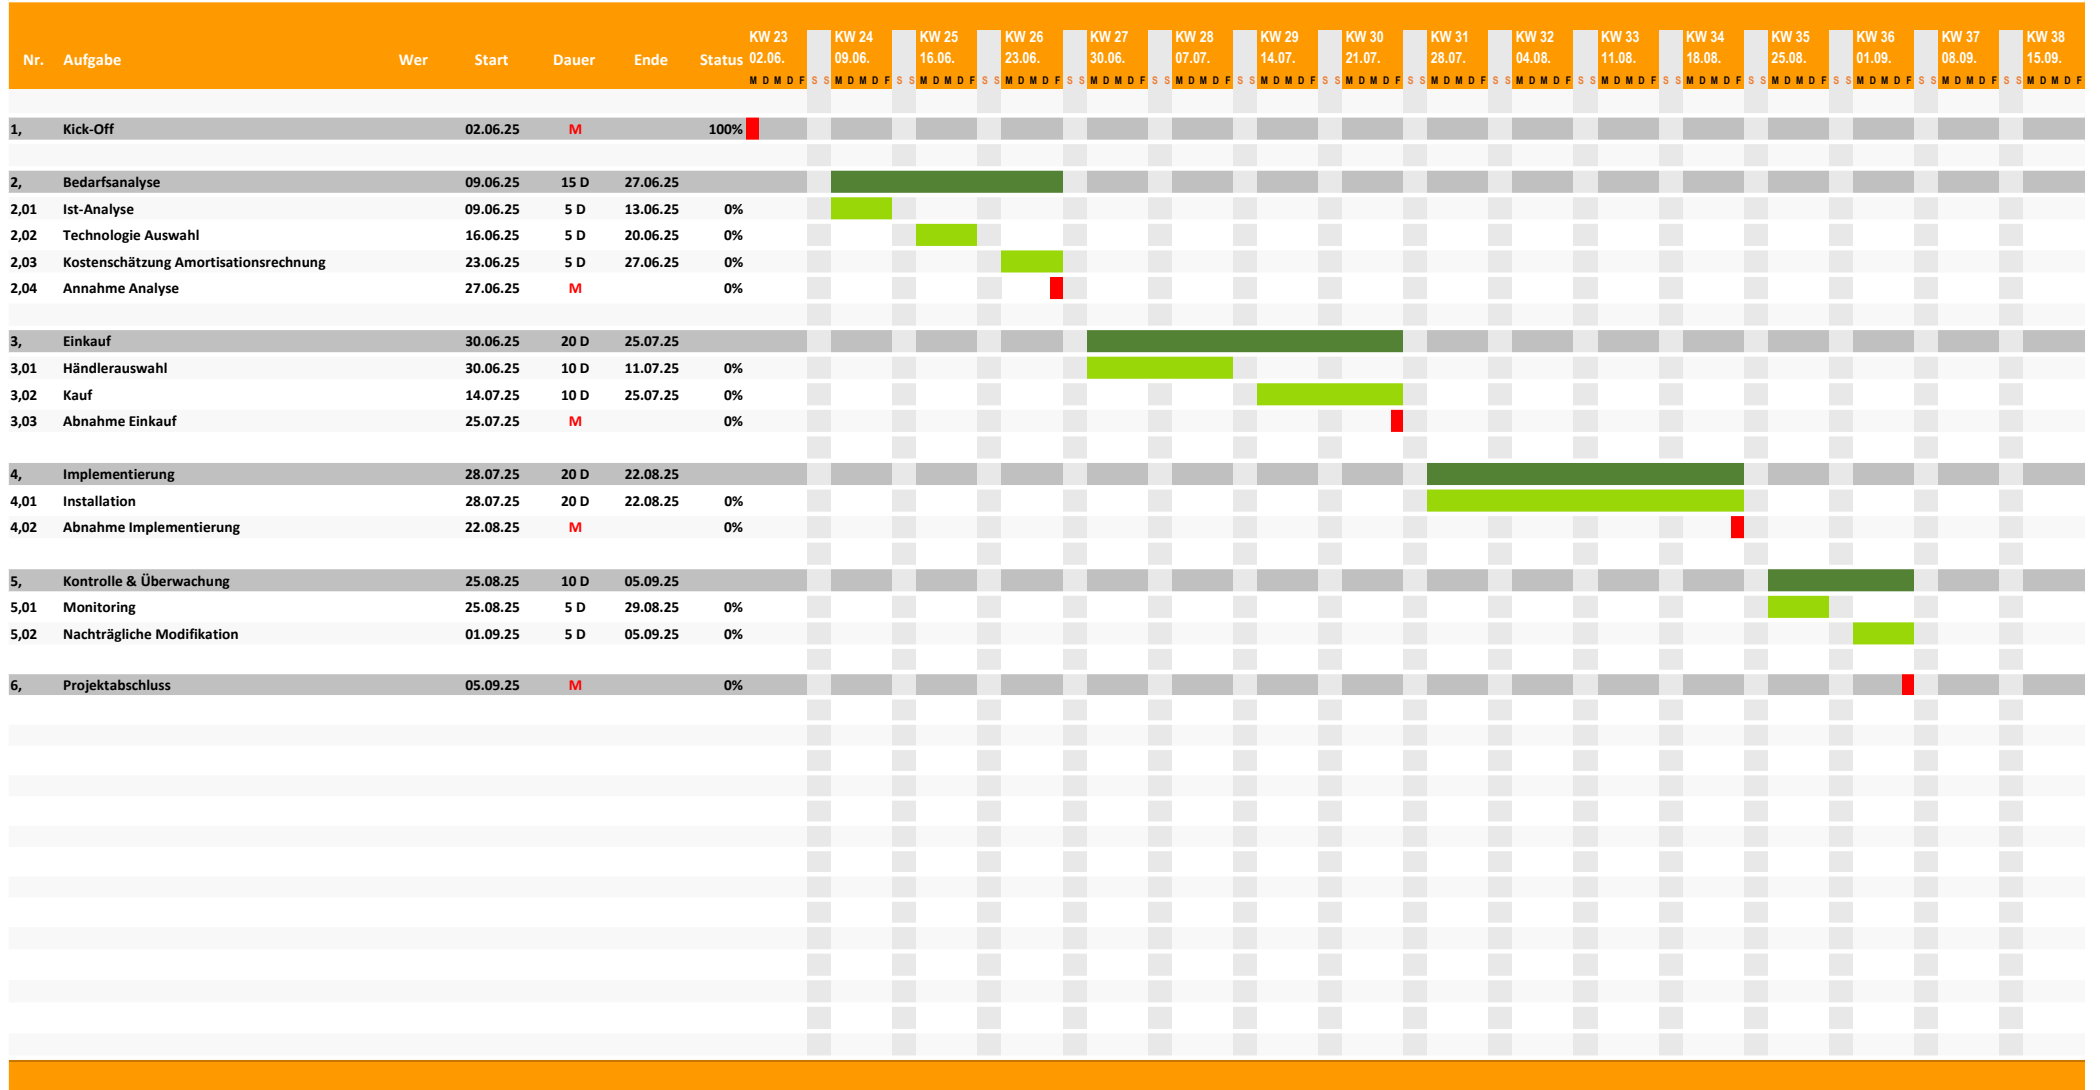 KW 23 KW 24 KW 25 KW 26 KW 27 KW 28 KW 29 KW 30 KW 31 KW 32 KW 33 KW 34 KW 35 KW 36 KW 37 KW 38
Nr. Aufgabe Wer Start Dauer Ende Status 02.06. 09.06. 16.06. 23.06. 30.06. 07.07. 14.07. 21.07. 28.07. 04.08. 11.08. 18.08. 25.08. 01.09. 08.09. 15.09.
M D M D F S S M D M D F S S M D M D F S S M D M D F S S M D M D F S S M D M D F S S M D M D F S S M D M D F S S M D M D F S S M D M D F S S M D M D F S S M D M D F S S M D M D F S S M D M D F S S M D M D F S S M D M D F
1, Kick-Off 02.06.25 M 100%
2, Bedarfsanalyse 09.06.25 15 D 27.06.25
2,01 Ist-Analyse 09.06.25 5 D 13.06.25 0%
2,02 Technologie Auswahl 16.06.25 5 D 20.06.25 0%
2,03 Kostenschätzung Amortisationsrechnung 23.06.25 5 D 27.06.25 0%
2,04 Annahme Analyse 27.06.25 M 0%
3, Einkauf 30.06.25 20 D 25.07.25
3,01 Händlerauswahl 30.06.25 10 D 11.07.25 0%
3,02 Kauf 14.07.25 10 D 25.07.25 0%
3,03 Abnahme Einkauf 25.07.25 M 0%
4, Implementierung 28.07.25 20 D 22.08.25
4,01 Installation 28.07.25 20 D 22.08.25 0%
4,02 Abnahme Implementierung 22.08.25 M 0%
5, Kontrolle & Überwachung 25.08.25 10 D 05.09.25
5,01 Monitoring 25.08.25 5 D 29.08.25 0%
5,02 Nachträgliche Modifikation 01.09.25 5 D 05.09.25 0%
6, Projektabschluss 05.09.25 M 0%